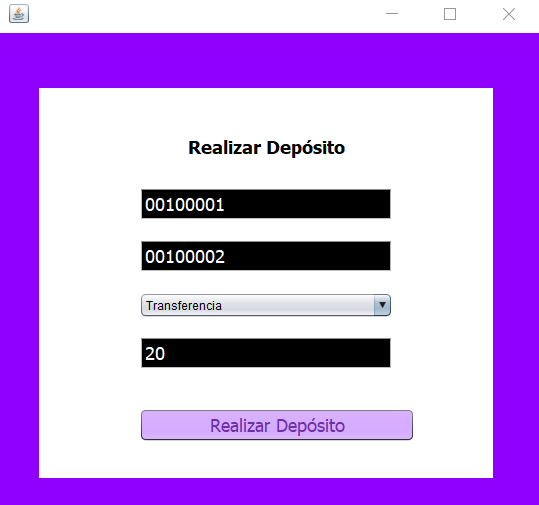 Realizar Depósito
00100001
00100002
Transferencia
20
Realizar Depósito